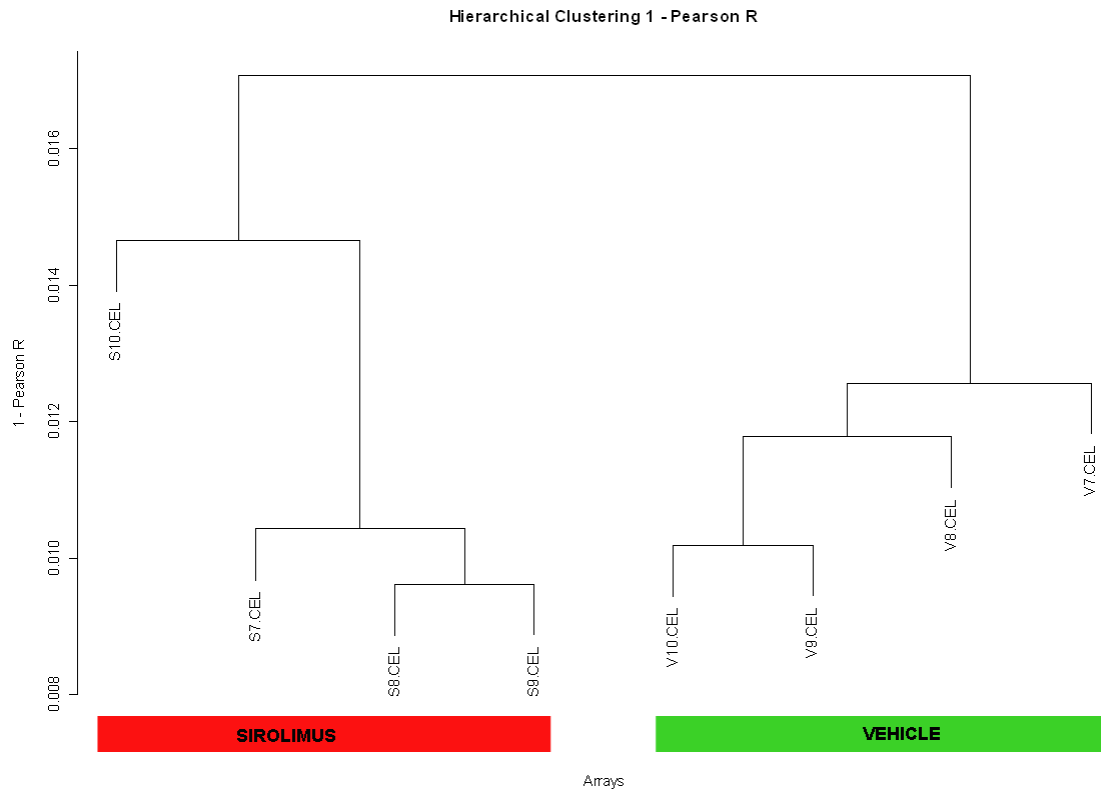 Hierarchical Clustering 1 - Pearson R
1 - Pearson R
0.016
0.014
0.012
0.010
0.008
S10.CEL
S7.CEL
S8.CEL
S9.CEL
V10.CEL
V9.CEL
V8.CEL
V7.CEL
SIROLIMUS
VEHICLE
Arrays